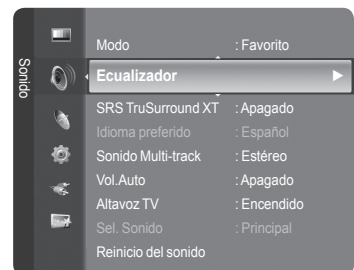 Sonido
Modo : Favorito
Ecualizador
SRS TruSurround XT : Apagado
Idioma preferido : Español
Sonido Multi-track : Estéreo
Vol.Auto : Apagado
Altavoz TV : Encendido
Sel. Sonido : Principal
Reinicio del sonido